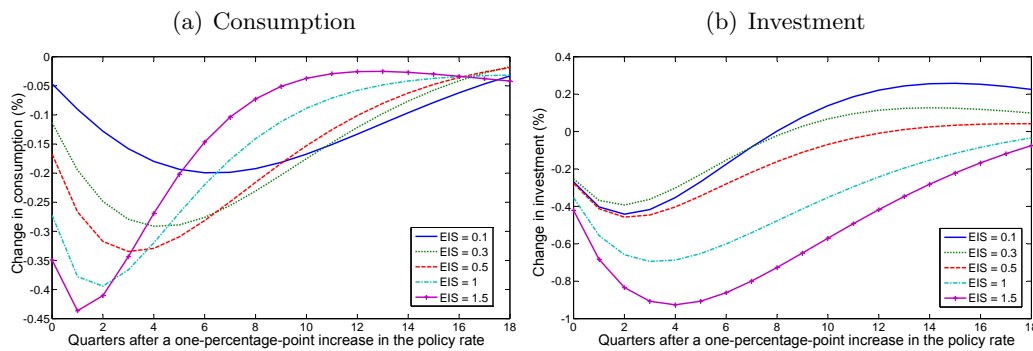 (a) Consumption
Change in consumption (%)
0
-0.05
-0.1
-0.15
-0.2
-0.25
-0.3
-0.35
-0.4
-0.45
EIS = 0.1
EIS = 0.3
EIS = 0.5
EIS = 1
EIS = 1.5
0 2 4 6 8 10 12 14 16 18
Quarters after a one-percentage-point increase in the policy rate
(b) Investment
Change in investment (%)
0.4
0.2
0
-0.2
-0.4
-0.6
-0.8
-1
EIS = 0.1
EIS = 0.3
EIS = 0.5
EIS = 1
EIS = 1.5
0 2 4 6 8 10 12 14 16 18
Quarters after a one-percentage-point increase in the policy rate